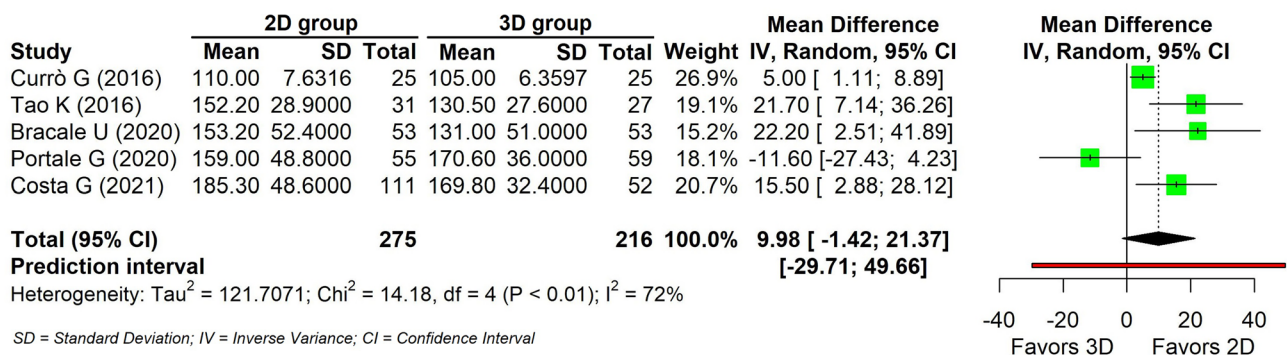 2D group 3D group Mean Difference Mean Difference
Study Mean SD Total Mean SD Total Weight IV, Random, 95% CI IV, Random, 95% CI
Currò G (2016) 110.00 7.6316 25 105.00 6.3597 25 26.9% 5.00 [ 1.11; 8.89]
Tao K (2016) 152.20 28.9000 31 130.50 27.6000 27 19.1% 21.70 [ 7.14; 36.26]
Bracale U (2020) 153.20 52.4000 53 131.00 51.0000 53 15.2% 22.20 [ 2.51; 41.89]
Portale G (2020) 159.00 48.8000 55 170.60 36.0000 59 18.1% -11.60 [-27.43; 4.23]
Costa G (2021) 185.30 48.6000 111 169.80 32.4000 52 20.7% 15.50 [ 2.88; 28.12]
Total (95% CI) 275 216 100.0% 9.98 [ -1.42; 21.37]
Prediction interval [-29.71; 49.66]
Heterogeneity: Tau² = 121.7071; Chi² = 14.18, df = 4 (P < 0.01); I² = 72%
-40 -20 0 20 40
Favors 3D Favors 2D
SD = Standard Deviation; IV = Inverse Variance; CI = Confidence Interval